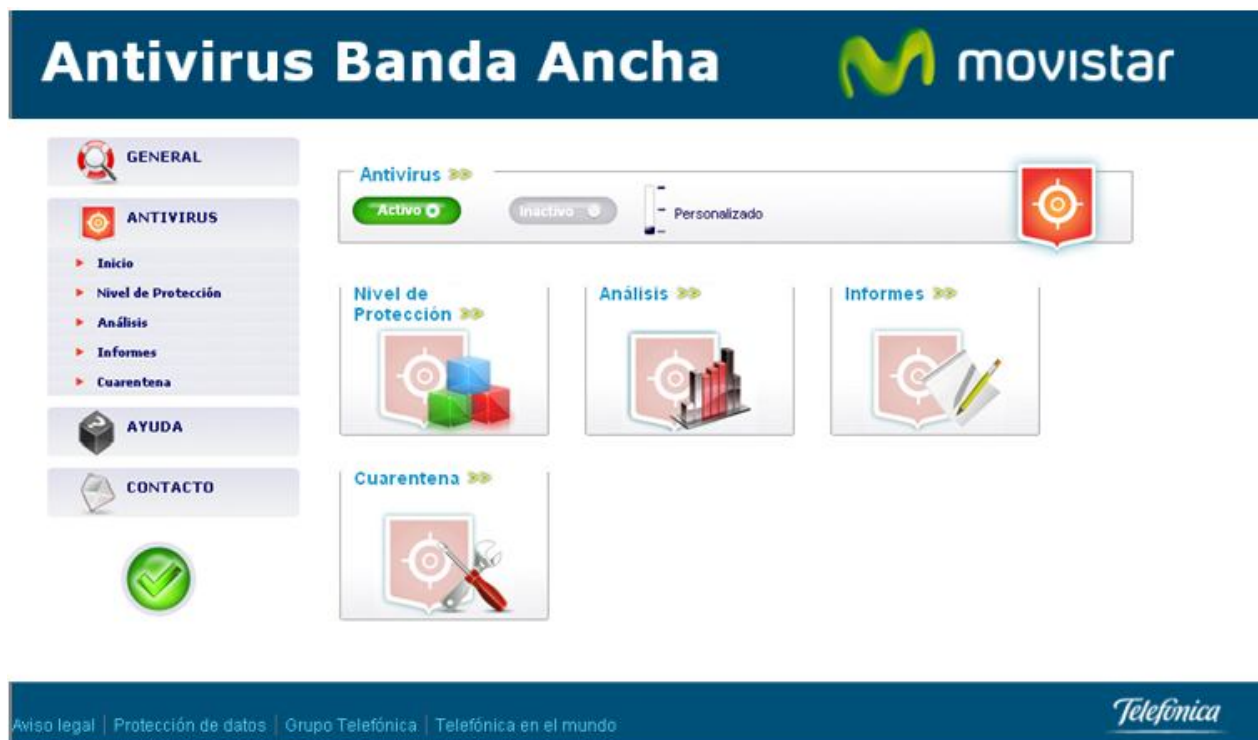 Antivirus Banda Ancha
movistar
GENERAL
ANTIVIRUS
Inicio
Nivel de Protección
Análisis
Informes
Cuarentena
AYUDA
CONTACTO
Antivirus
Activo
Inactivo
Personalizado
Nivel de
Protección
Análisis
Informes
Cuarentena
Aviso legal | Protección de datos | Grupo Telefónica | Telefónica en el mundo
Telefónica